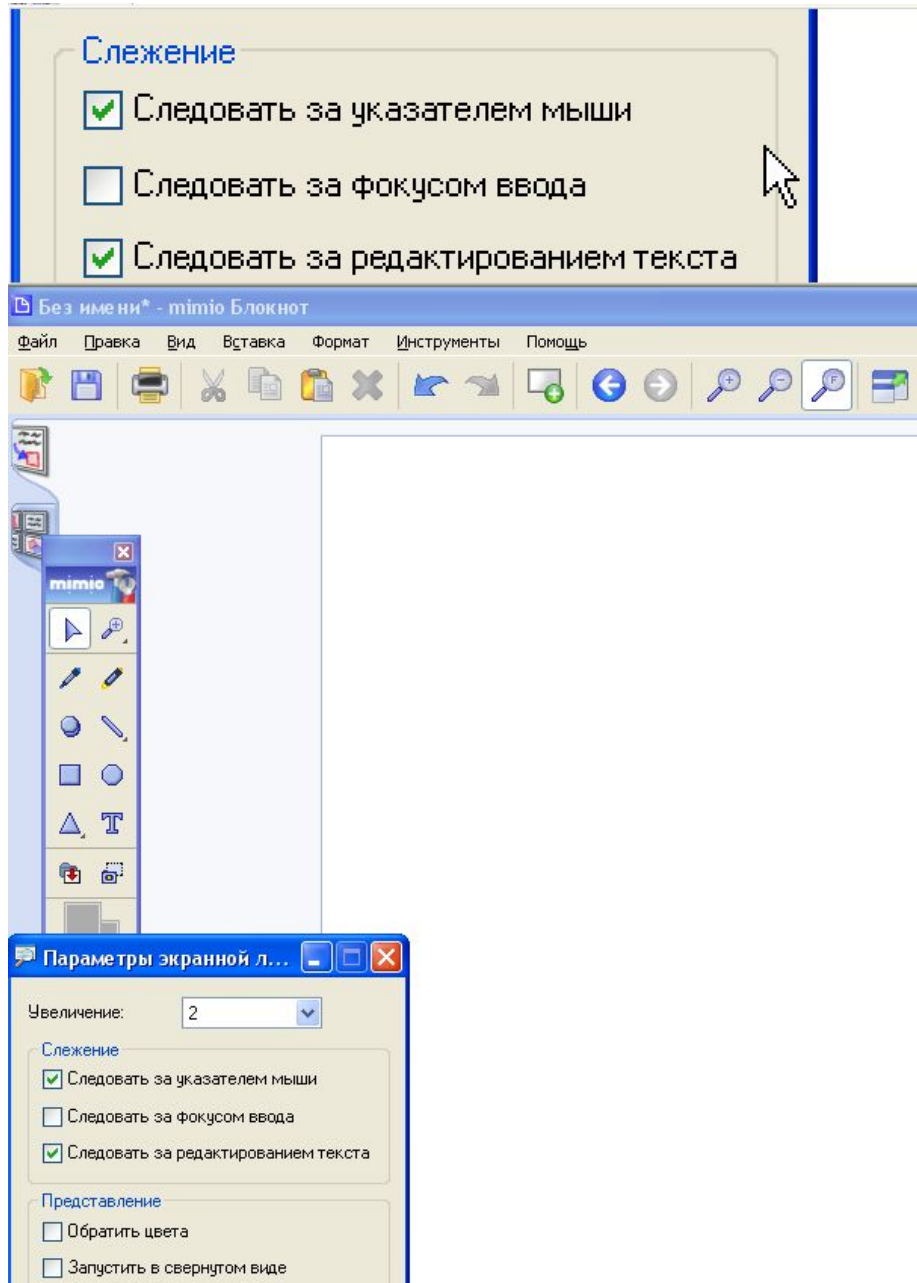 Слежение
Следовать за указателем мыши
Следовать за фокусом ввода
Следовать за редактированием текста
Без имени* - mimio Блокнот
Файл Правка Вид Вставка Формат Инструменты Помощь
mimio
Параметры экранной л...
Увеличение: 2
Слежение
Следовать за указателем мыши
Следовать за фокусом ввода
Следовать за редактированием текста
Представление
Обратить цвета
Запустить в свернутом виде